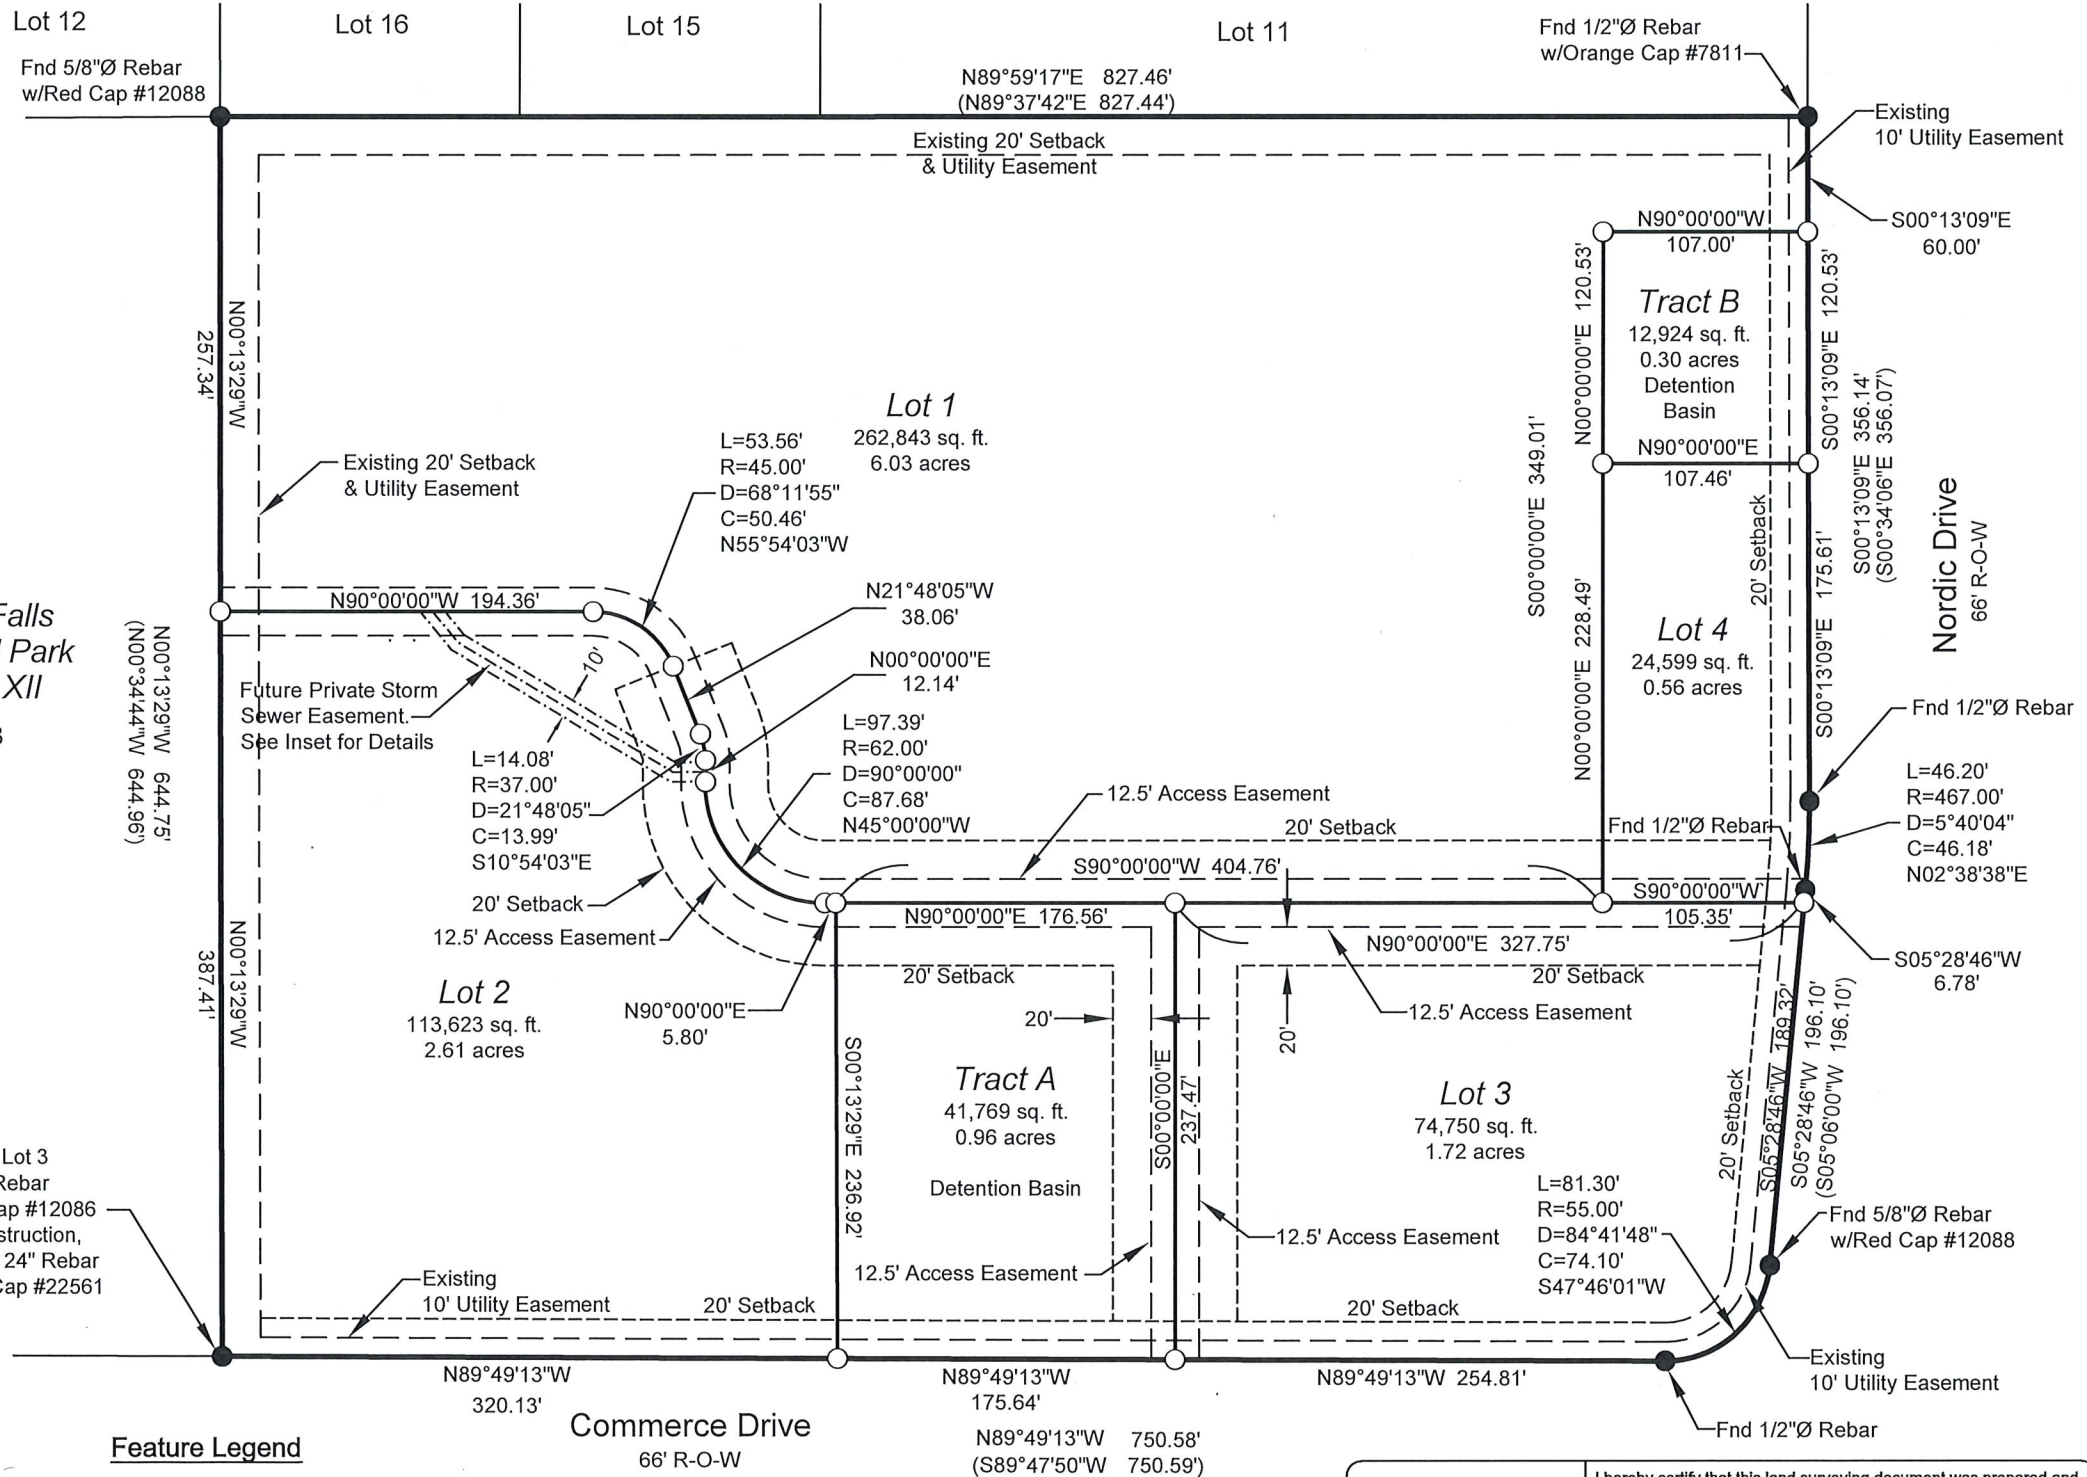 Lot 12
Lot 16
Lot 15
Lot 11
Fnd 5/8"Ø Rebar
w/Red Cap #12088
Fnd 1/2"Ø Rebar
w/Orange Cap #7811
N89°59'17"E 827.46'
(N89°37'42"E 827.44')
Existing 20' Setback
& Utility Easement
Existing
10' Utility Easement
S00°13'09"E
60.00'
N90°00'00"W
107.00'
N00°00'00"E 120.53'
Tract B
12,924 sq. ft.
0.30 acres
Detention
Basin
S00°13'09"E 120.53'
S00°13'09"E 356.14'
(S00°34'06"E 356.07')
N90°00'00"E
107.46'
N00°13'29"W
257.34'
Lot 1
262,843 sq. ft.
6.03 acres
L=53.56'
R=45.00'
D=68°11'55"
C=50.46'
N55°54'03"W
Existing 20' Setback
& Utility Easement
S00°00'00"E 349.01'
N00°00'00"E 228.49'
20' Setback
S00°13'09"E 175.61'
Nordic Drive
66' R-O-W
Lot 4
24,599 sq. ft.
0.56 acres
Falls
Park
XII
N00°13'29"W 644.75'
(N00°34'44"W 644.96')
N90°00'00"W 194.36'
N21°48'05"W
38.06'
N00°00'00"E
12.14'
10'
Future Private Storm
Sewer Easement.
See Inset for Details
L=14.08'
R=37.00'
D=21°48'05"
C=13.99'
S10°54'03"E
L=97.39'
R=62.00'
D=90°00'00"
C=87.68'
N45°00'00"W
Fnd 1/2"Ø Rebar
L=46.20'
R=467.00'
D=5°40'04"
C=46.18'
N02°38'38"E
12.5' Access Easement
20' Setback
Fnd 1/2"Ø Rebar
S90°00'00"W 404.76'
S90°00'00"W
105.35'
20' Setback
12.5' Access Easement
N90°00'00"E 176.56'
N90°00'00"E 327.75'
S05°28'46"W
6.78'
20' Setback
20' Setback
12.5' Access Easement
N00°13'29"W
387.41'
Lot 2
113,623 sq. ft.
2.61 acres
N90°00'00"E
5.80'
20'
20'
S00°13'29"E 236.92'
Tract A
41,769 sq. ft.
0.96 acres
Detention Basin
S00°00'00"E
237.47'
Lot 3
74,750 sq. ft.
1.72 acres
20' Setback
S05°28'46"W 189.32'
S05°28'46"W 196.10'
(S05°06'00"W 196.10')
L=81.30'
R=55.00'
D=84°41'48"
C=74.10'
S47°46'01"W
Fnd 5/8"Ø Rebar
w/Red Cap #12088
Lot 3
Rebar
Cap #12086
struction,
24" Rebar
Cap #22561
12.5' Access Easement
12.5' Access Easement
Existing
10' Utility Easement
20' Setback
20' Setback
Existing
10' Utility Easement
Fnd 1/2"Ø Rebar
N89°49'13"W
320.13'
N89°49'13"W
175.64'
N89°49'13"W 254.81'
Commerce Drive
66' R-O-W
N89°49'13"W 750.58'
(S89°47'50"W 750.59')
Feature Legend
I hereby certify that this land surveying document was prepared and